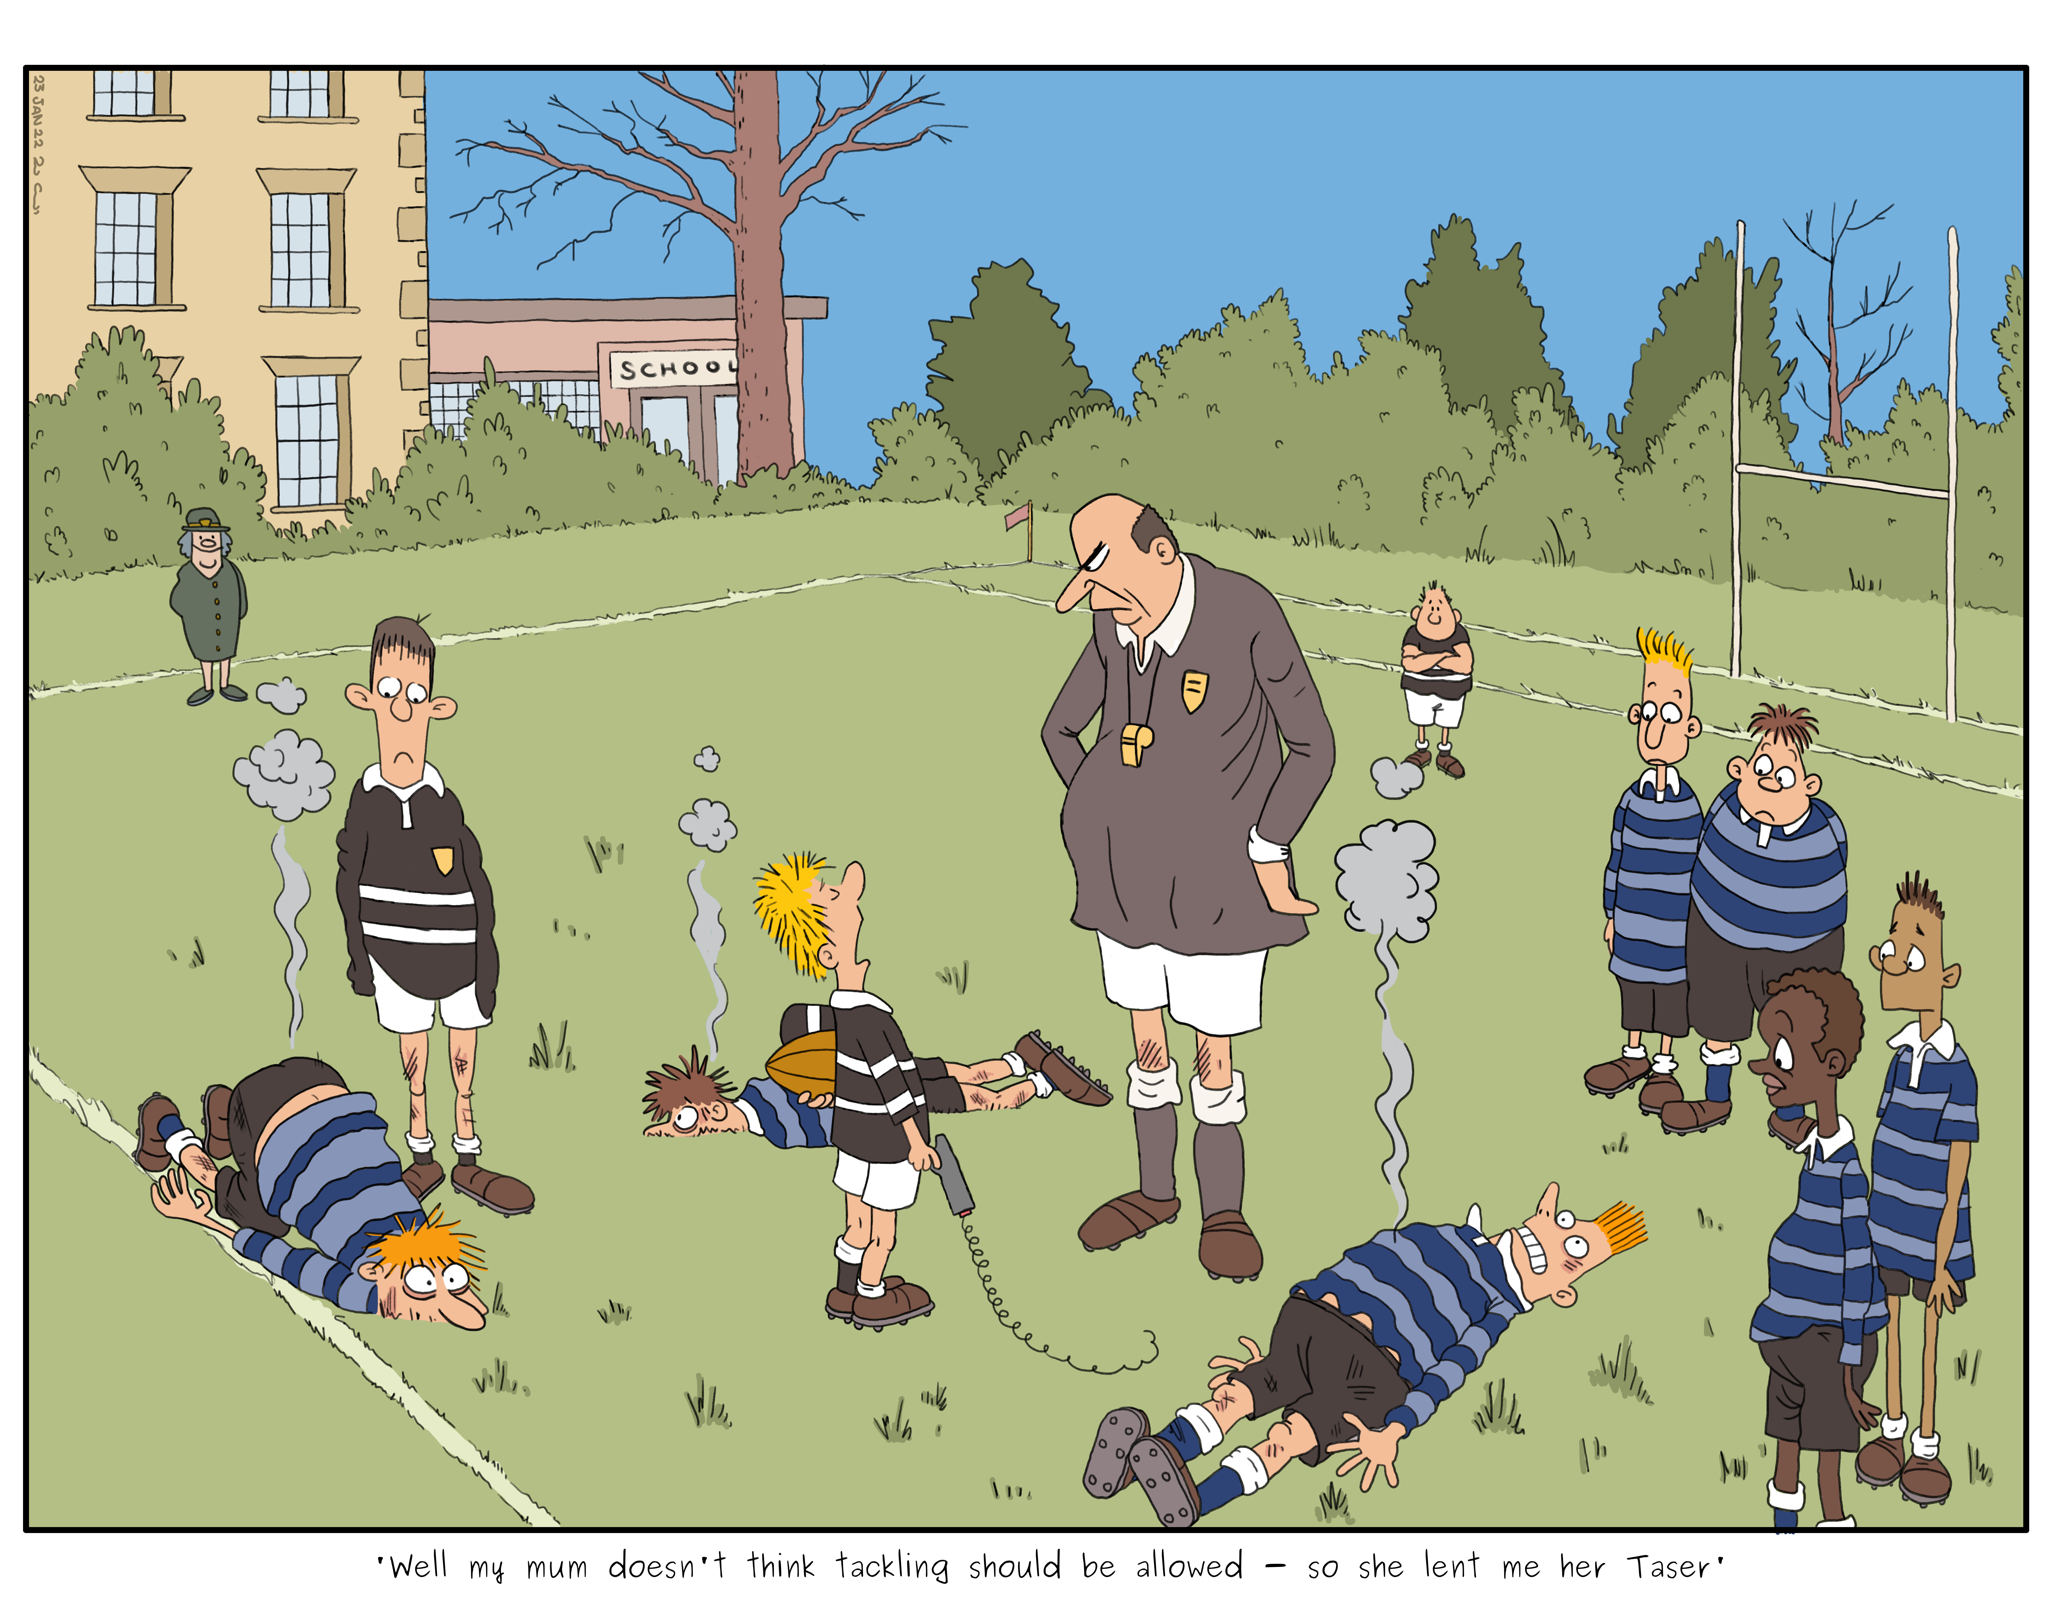 23 JAN 22
SCHOOL
'Well my mum doesn't think tackling should be allowed – so she lent me her Taser'